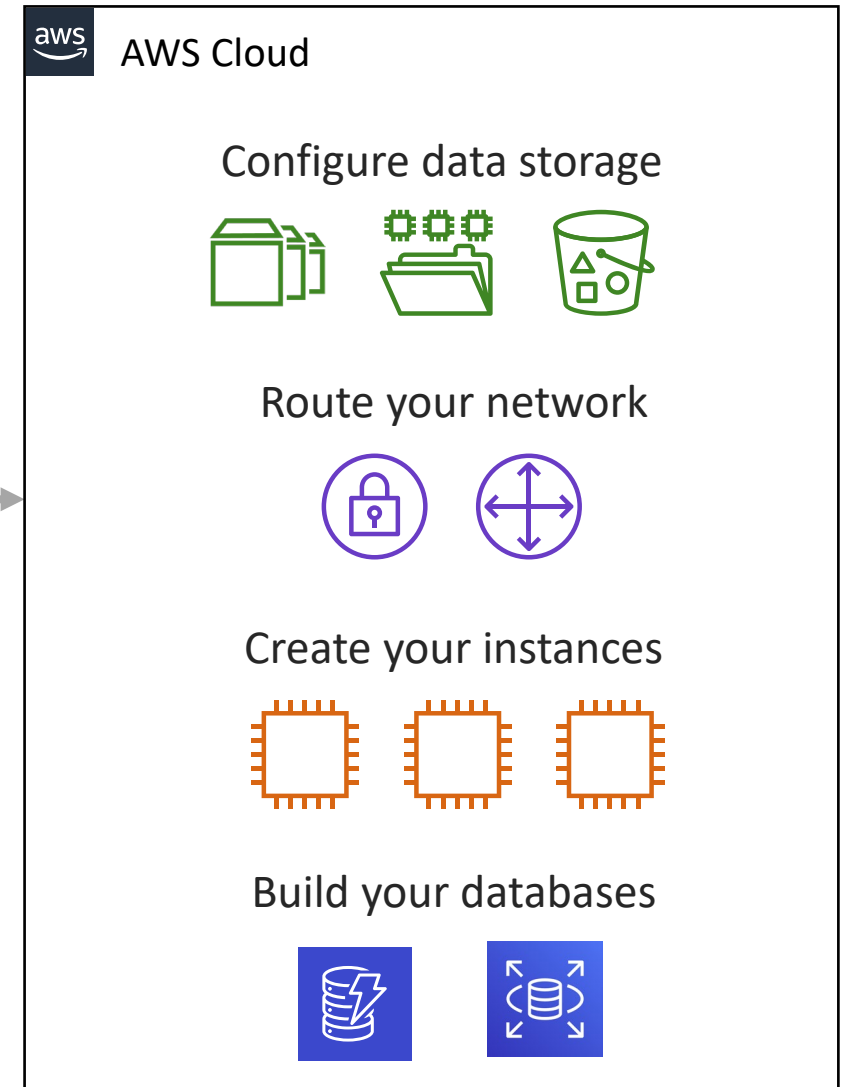 aws
AWS Cloud
Configure data storage
Route your network
Create your instances
Build your databases